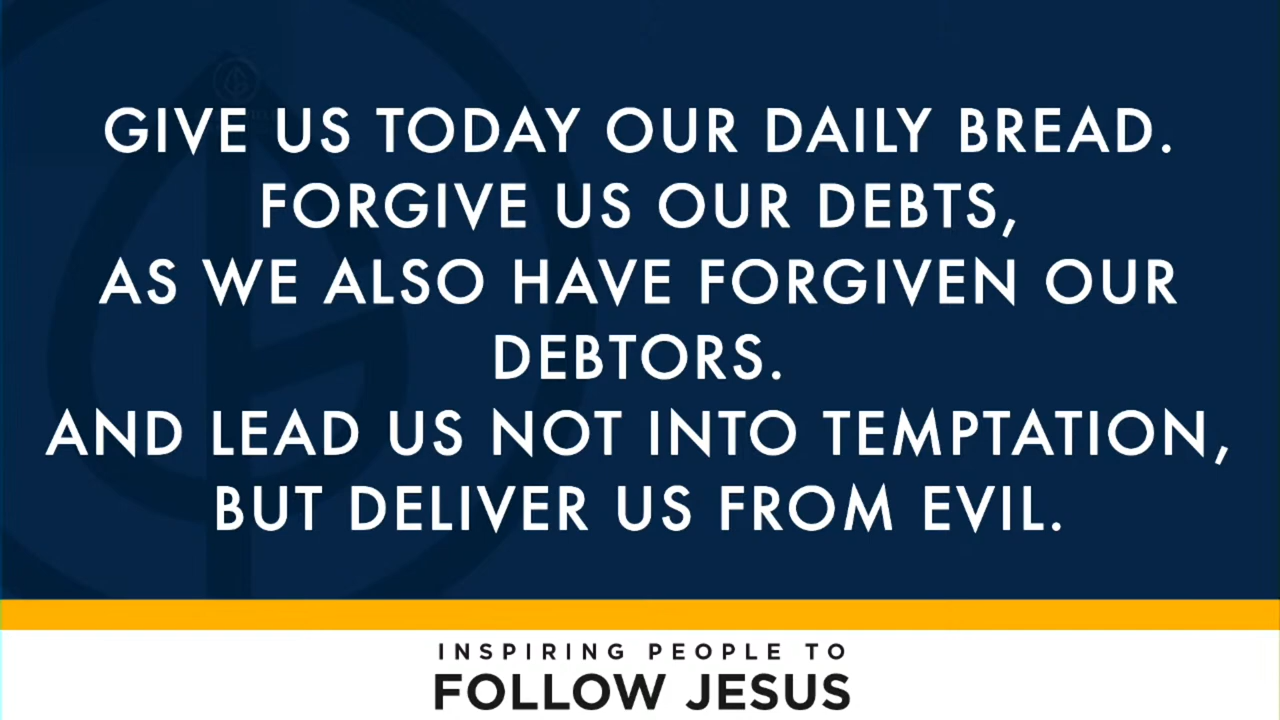 GIVE US TODAY OUR DAILY BREAD.
FORGIVE US OUR DEBTS,
AS WE ALSO HAVE FORGIVEN OUR
DEBTORS.
AND LEAD US NOT INTO TEMPTATION,
BUT DELIVER US FROM EVIL.
INSPIRING PEOPLE TO
FOLLOW JESUS